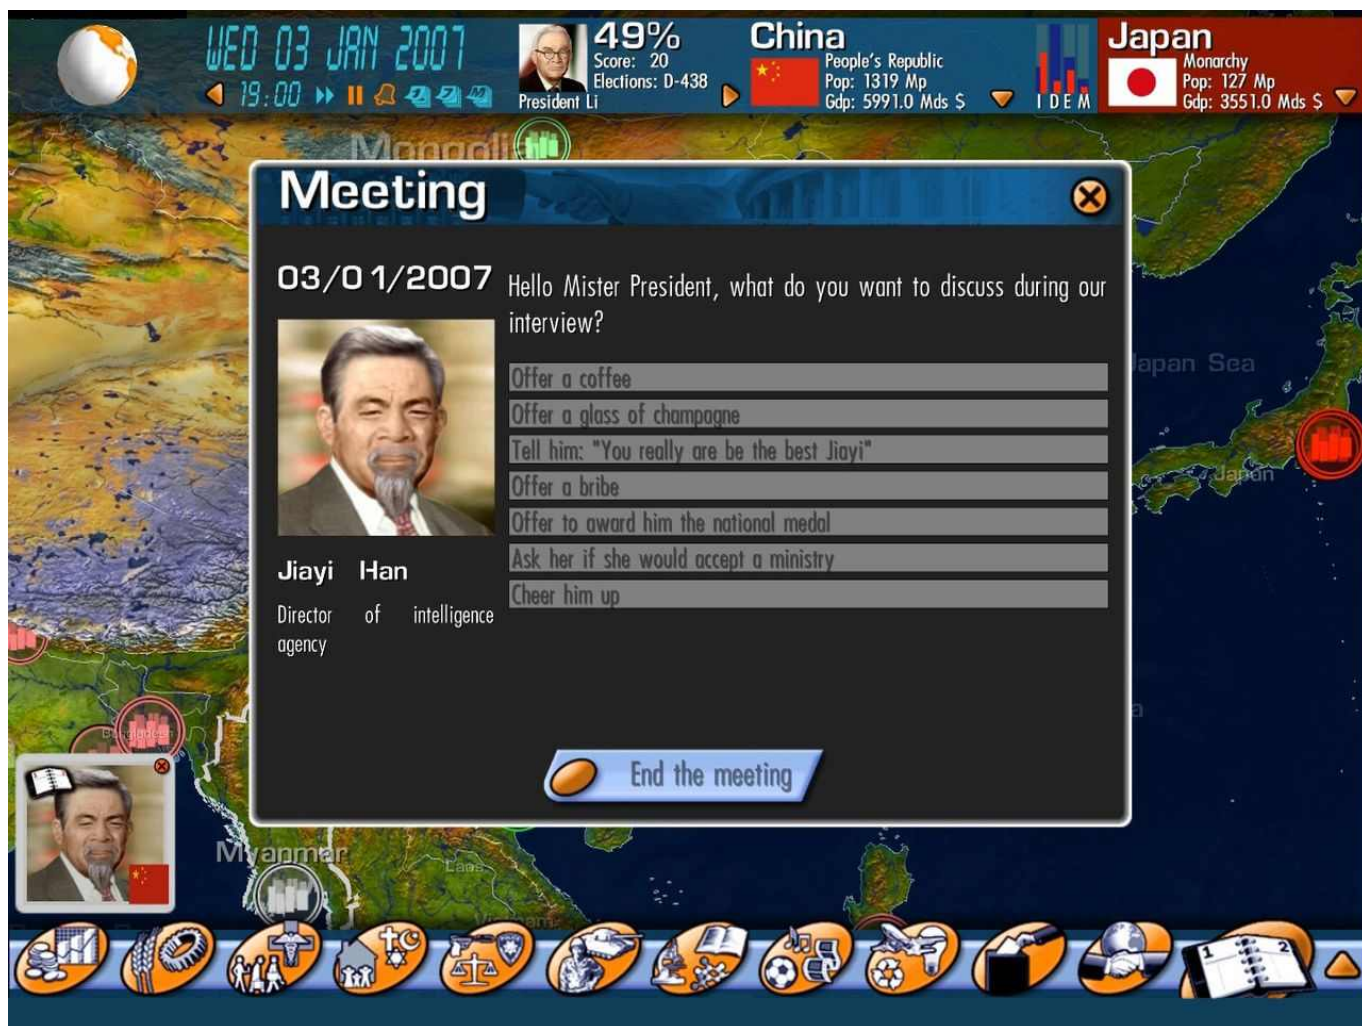 WED 03 JAN 2007
19:00
President Li
49%
Score: 20
Elections: D-438
China
People's Republic
Pop: 1319 Mp
Gdp: 5991.0 Mds $
I D E M
Japan
Monarchy
Pop: 127 Mp
Gdp: 3551.0 Mds $
Meeting
03/01/2007
Hello Mister President, what do you want to discuss during our
interview?
Offer a coffee
Offer a glass of champagne
Tell him: "You really are be the best Jiayi"
Offer a bribe
Offer to award him the national medal
Ask her if she would accept a ministry
Cheer him up
Jiayi Han
Director of intelligence
agency
End the meeting
Japan Sea
Japan
Bangladesh
Myanmar
Laos
Vietnam
1 2